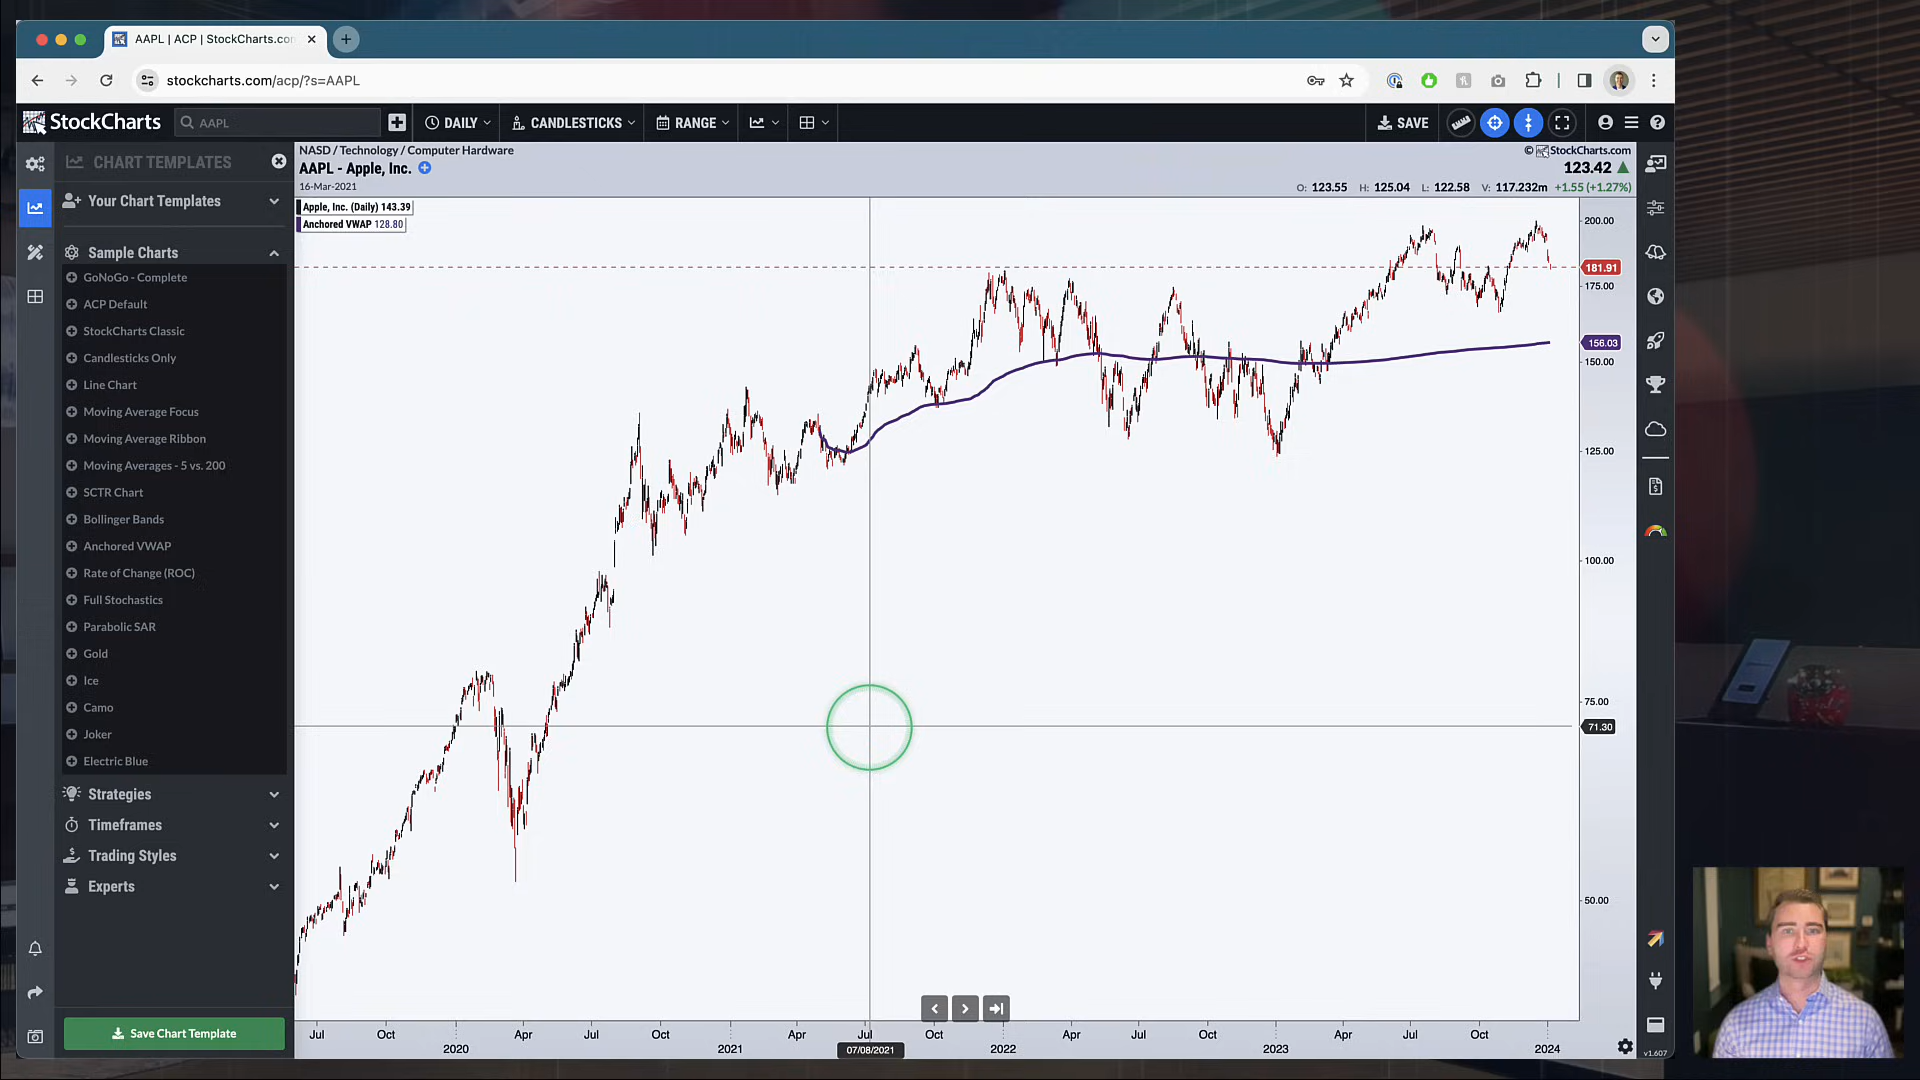 AAPL | ACP | StockCharts.co
stockcharts.com/acp/?s=AAPL
StockCharts
AAPL
DAILY
CANDLESTICKS
RANGE
SAVE
CHART TEMPLATES
Your Chart Templates
Sample Charts
GoNoGo - Complete
ACP Default
StockCharts Classic
Candlesticks Only
Line Chart
Moving Average Focus
Moving Average Ribbon
Moving Averages - 5 vs. 200
SCTR Chart
Bollinger Bands
Anchored VWAP
Rate of Change (ROC)
Full Stochastics
Parabolic SAR
Gold
Ice
Camo
Joker
Electric Blue
Strategies
Timeframes
Trading Styles
Experts
Save Chart Template
NASD / Technology / Computer Hardware
© StockCharts.com
AAPL - Apple, Inc.
123.42
16-Mar-2021
O: 123.55 H: 125.04 L: 122.58 V: 117.232m +1.55 (+1.27%)
Apple, Inc. (Daily) 143.39
Anchored VWAP 128.80
200.00
181.91
175.00
156.03
150.00
125.00
100.00
75.00
71.30
50.00
Jul Oct Apr Jul Oct Apr Jul Oct Apr Jul Oct Apr Jul Oct
2020 2021 07/08/2021 2022 2023 2024
v1.607